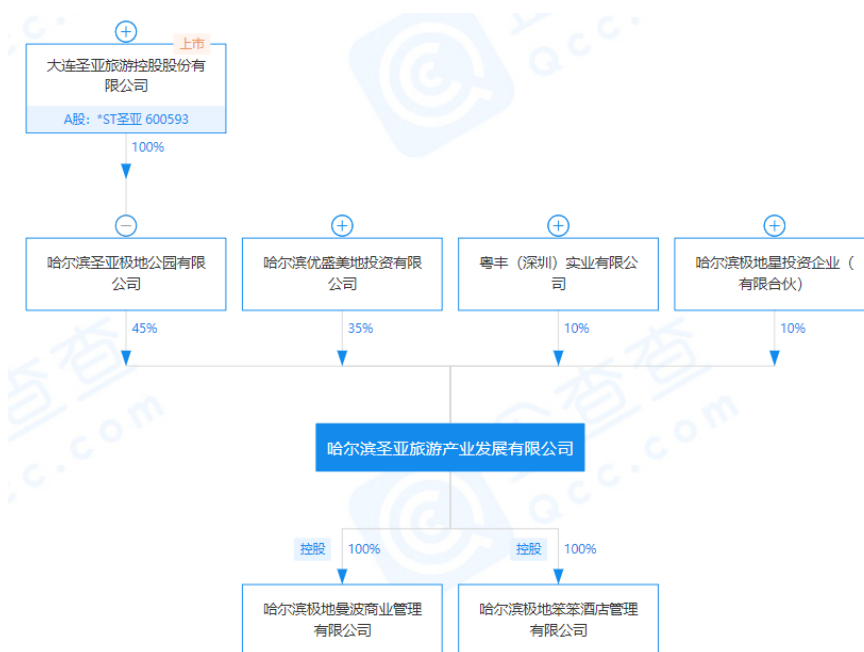 上市
大连圣亚旅游控股股份有
限公司
A股：*ST圣亚 600593
100%
哈尔滨圣亚极地公园有限
公司
哈尔滨优盛美地投资有限
公司
粤丰（深圳）实业有限公
司
哈尔滨极地星投资企业（
有限合伙）
45%
35%
10%
10%
哈尔滨圣亚旅游产业发展有限公司
控股
100%
控股
100%
哈尔滨极地曼波商业管理
有限公司
哈尔滨极地笨笨酒店管理
有限公司
企查查
Qcc.com